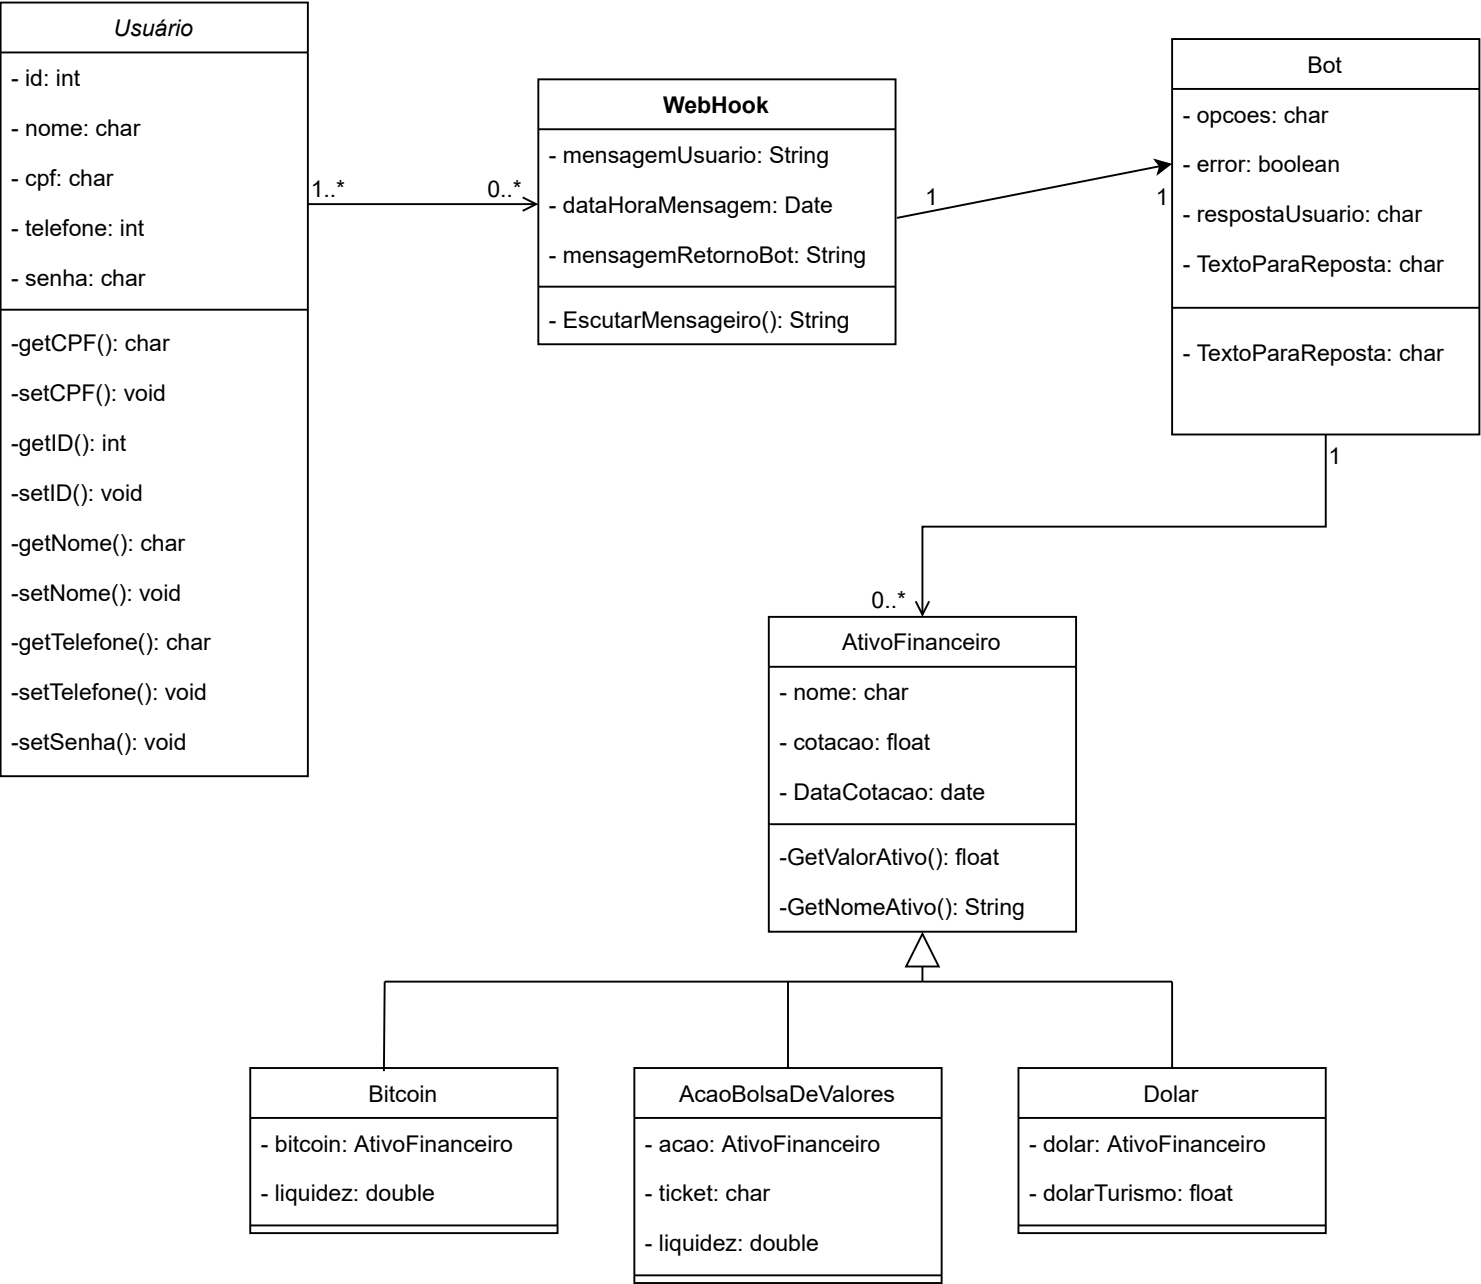 Usuário
- id: int
- nome: char
- cpf: char
- telefone: int
- senha: char
-getCPF(): char
-setCPF(): void
-getID(): int
-setID(): void
-getNome(): char
-setNome(): void
-getTelefone(): char
-setTelefone(): void
-setSenha(): void
1..*
0..*
WebHook
- mensagemUsuario: String
- dataHoraMensagem: Date
- mensagemRetornoBot: String
- EscutarMensageiro(): String
1
1
Bot
- opcoes: char
- error: boolean
- respostaUsuario: char
- TextoParaReposta: char
- TextoParaReposta: char
1
0..*
AtivoFinanceiro
- nome: char
- cotacao: float
- DataCotacao: date
-GetValorAtivo(): float
-GetNomeAtivo(): String
Bitcoin
- bitcoin: AtivoFinanceiro
- liquidez: double
AcaoBolsaDeValores
- acao: AtivoFinanceiro
- ticket: char
- liquidez: double
Dolar
- dolar: AtivoFinanceiro
- dolarTurismo: float